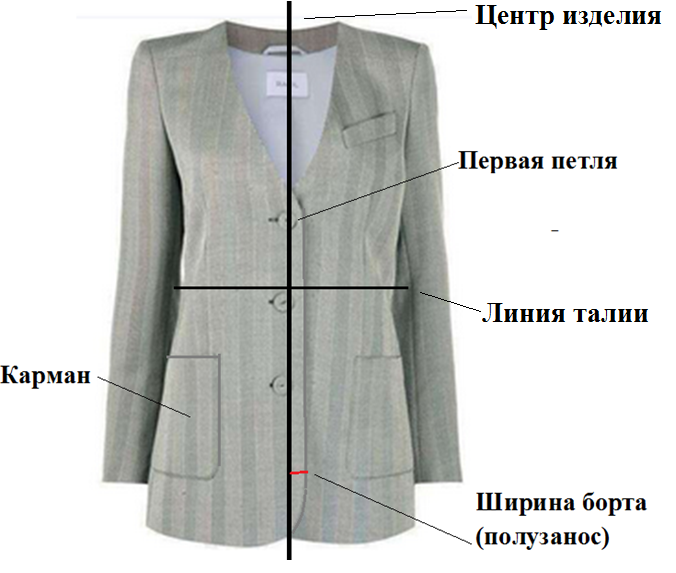 Центр изделия
Первая петля
Линия талии
Карман
Ширина борта
(полузанос)